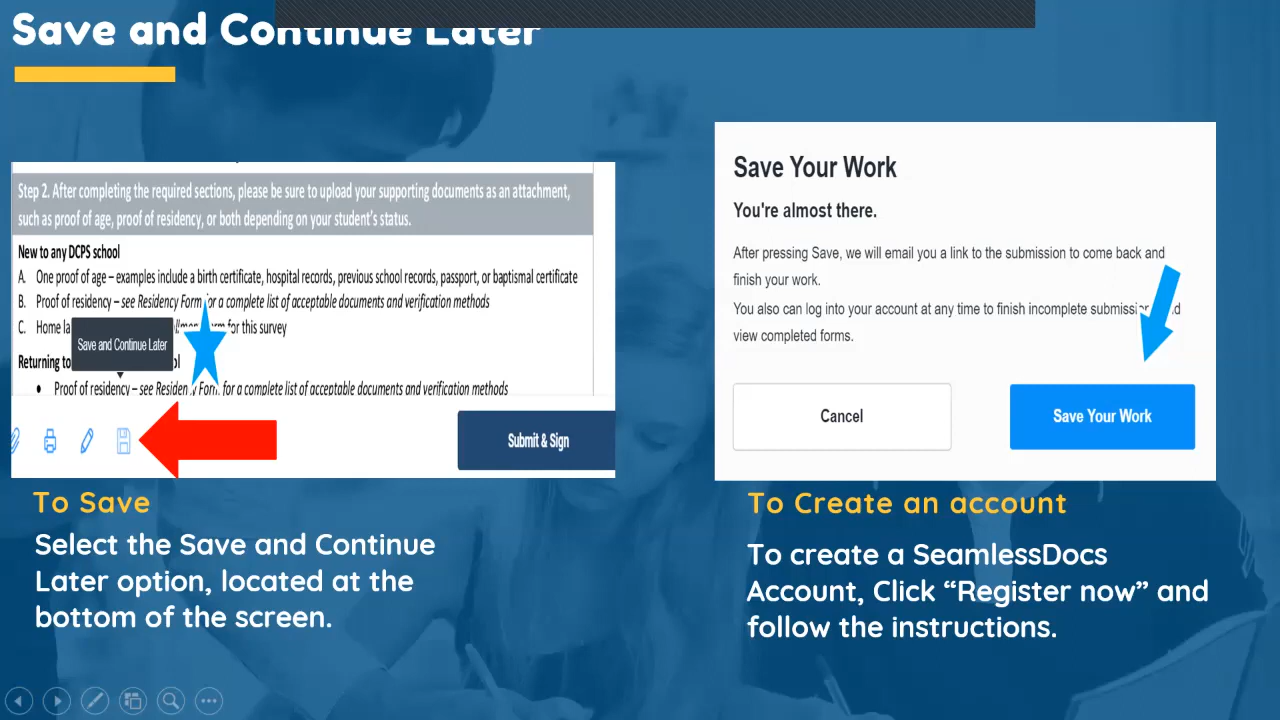 Save and Continue Later
Step 2. After completing the required sections, please be sure to upload your supporting documents as an attachment,
such as proof of age, proof of residency, or both depending on your student's status.
New to any DCPS school
A. One proof of age – examples include a birth certificate, hospital records, previous school records, passport, or baptismal certificate
B. Proof of residency – see Residency Form for a complete list of acceptable documents and verification methods
C. Home for this survey
Save and Continue Later
Returning to
• Proof of residency – see Residency Form for a complete list of acceptable documents and verification methods
Submit & Sign
To Save
Select the Save and Continue
Later option, located at the
bottom of the screen.
Save Your Work
You're almost there.
After pressing Save, we will email you a link to the submission to come back and
finish your work.
You also can log into your account at any time to finish incomplete
view completed forms.
Cancel
Save Your Work
To Create an account
To create a SeamlessDocs
Account, Click “Register now” and
follow the instructions.